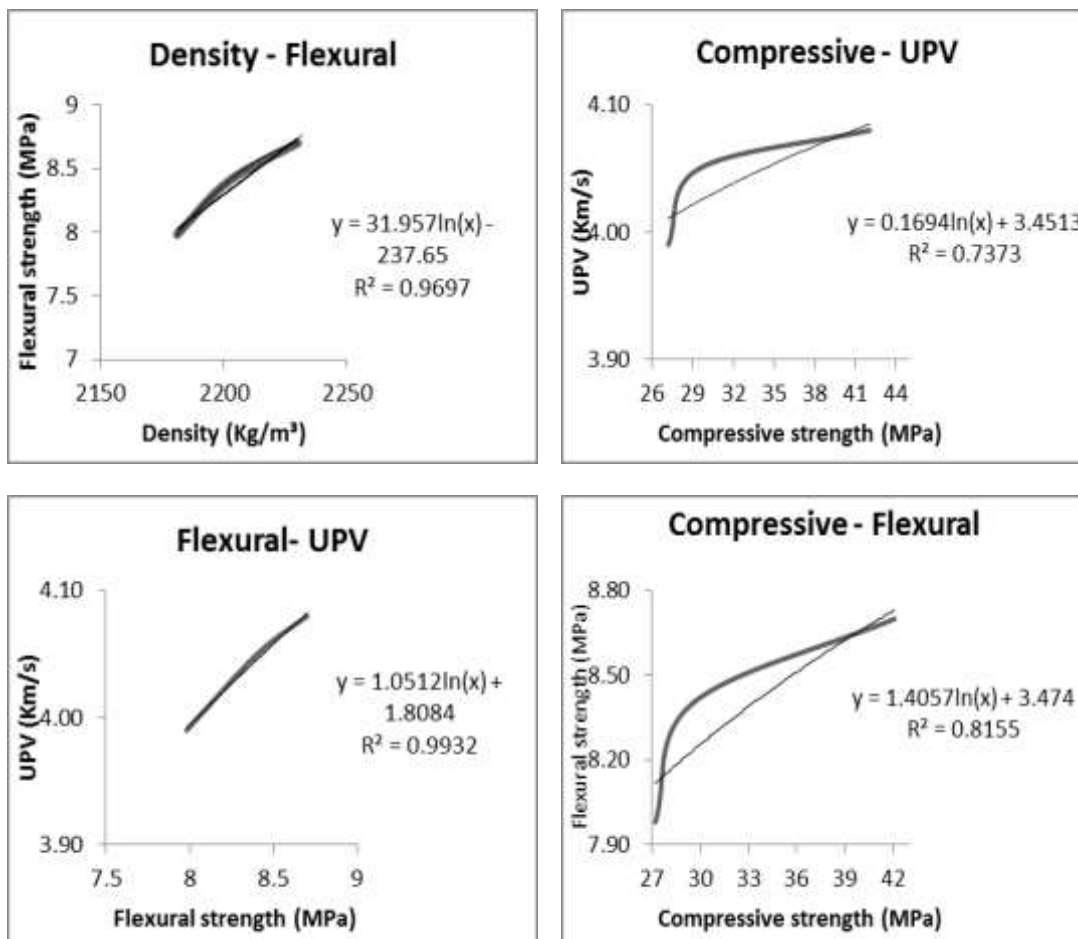 Density - Flexural
Flexural strength (MPa)
9
8.5
8
7.5
7
y = 31.957ln(x) -
237.65
R² = 0.9697
2150 2200 2250
Density (Kg/m³)
Compressive - UPV
UPV (Km/s)
4.10
4.00
3.90
y = 0.1694ln(x) + 3.4513
R² = 0.7373
26 29 32 35 38 41 44
Compressive strength (MPa)
Flexural- UPV
UPV (Km/s)
4.10
4.00
3.90
y = 1.0512ln(x) +
1.8084
R² = 0.9932
7.5 8 8.5 9
Flexural strength (MPa)
Compressive - Flexural
Flexural strength (MPa)
8.80
8.50
8.20
7.90
y = 1.4057ln(x) + 3.474
R² = 0.8155
27 30 33 36 39 42
Compressive strength (MPa)